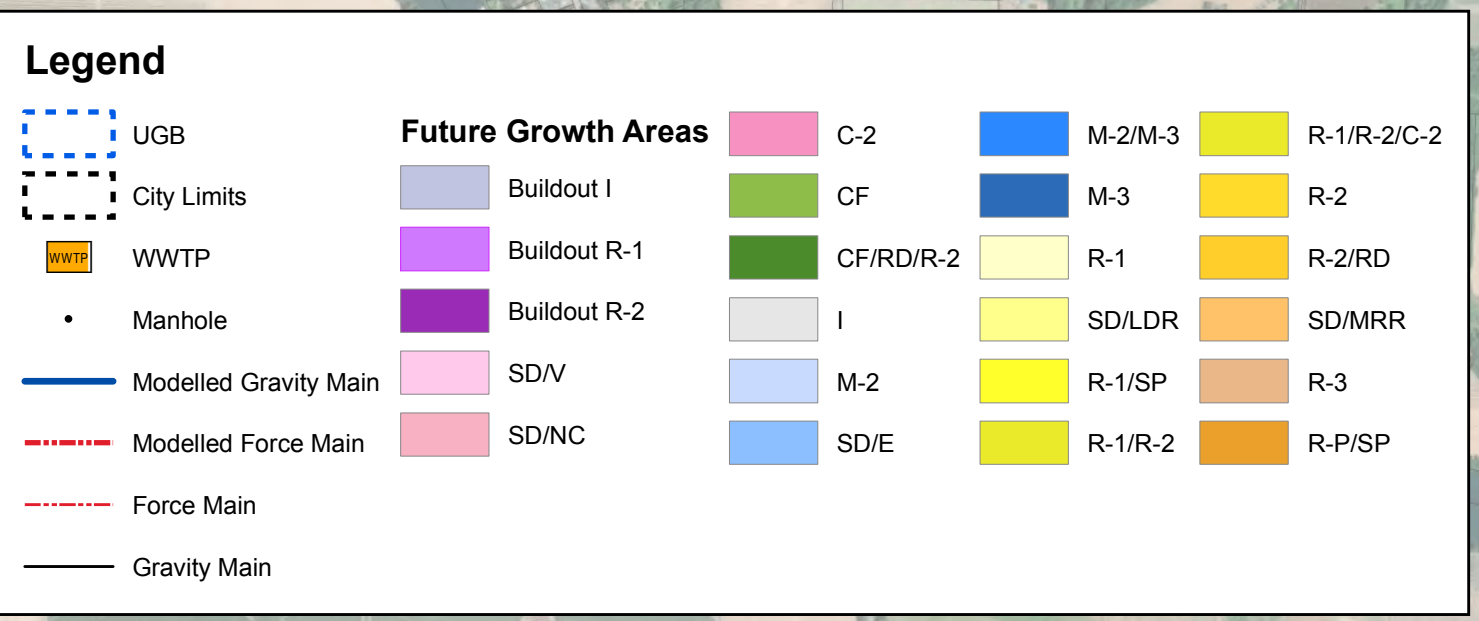 Legend
UGB
City Limits
WWTP WWTP
Manhole
Modelled Gravity Main
Modelled Force Main
Force Main
Gravity Main
Future Growth Areas
Buildout I
Buildout R-1
Buildout R-2
SD/V
SD/NC
C-2
CF
CF/RD/R-2
I
M-2
SD/E
M-2/M-3
M-3
R-1
SD/LDR
R-1/SP
R-1/R-2
R-1/R-2/C-2
R-2
R-2/RD
SD/MRR
R-3
R-P/SP